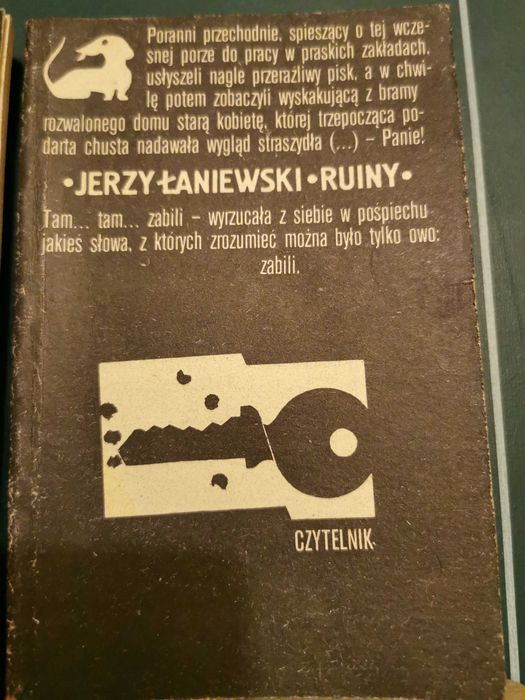 Poranni przechodnie, spieszący o tej wcze-
snej porze do pracy w praskich zakładach,
usłyszeli nagle przeraźliwy pisk, a w chwi-
lę potem zobaczyli wyskakującą z bramy
rozwalonego domu starą kobietę, której trzepocząca po-
darta chusta nadawała wygląd straszydła (...) – Panie!
•JERZY ŁANIEWSKI•RUINY•
Tam... tam... zabili – wyrzucała z siebie w pospiechu
jakieś słowa, z których zrozumieć można było tylko owo:
zabili.
CZYTELNIK